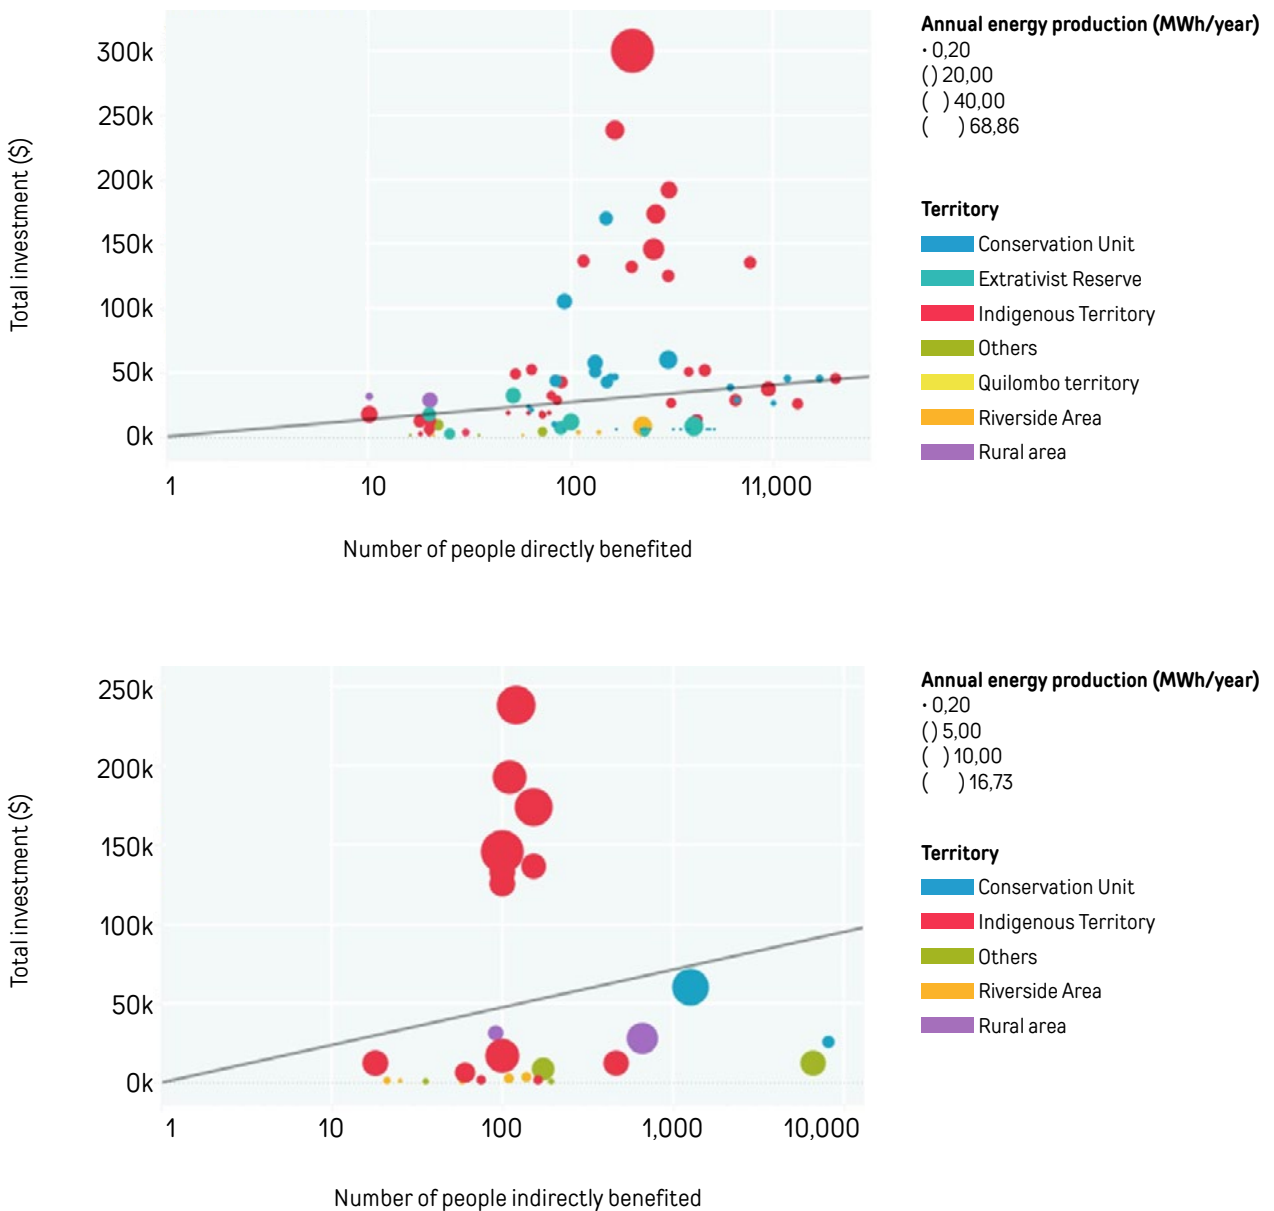 Annual energy production (MWh/year)
· 0,20
( ) 20,00
( ) 40,00
( ) 68,86
Territory
Conservation Unit
Extrativist Reserve
Indigenous Territory
Others
Quilombo territory
Riverside Area
Rural area
Total investment ($)
300k
250k
200k
150k
100k
50k
0k
1 10 100 11,000
Number of people directly benefited
Annual energy production (MWh/year)
· 0,20
( ) 5,00
( ) 10,00
( ) 16,73
Territory
Conservation Unit
Indigenous Territory
Others
Riverside Area
Rural area
Total investment ($)
250k
200k
150k
100k
50k
0k
1 10 100 1,000 10,000
Number of people indirectly benefited